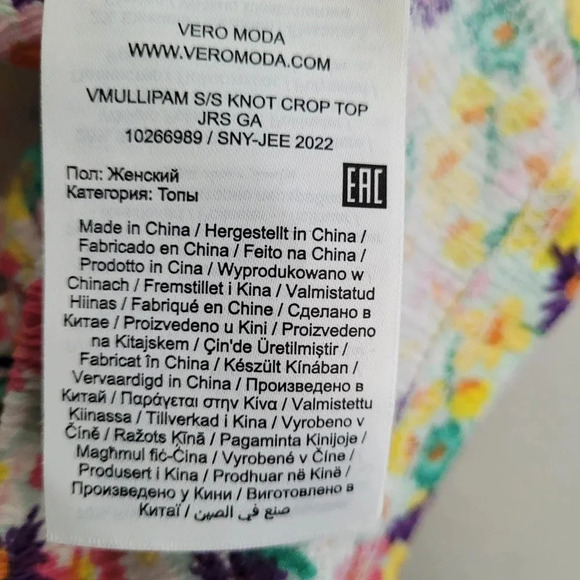 VERO MODA
WWW.VEROMODA.COM
VMULLIPAM S/S KNOT CROP TOP
JRS GA
10266989 / SNY-JEE 2022
Пол: Женский
Категория: Топы
EAC
Made in China / Hergestellt in China /
Fabricado en China / Feito na China /
Prodotto in Cina / Wyprodukowano w
Chinach / Fremstillet i Kina / Valmistatud
Hiinas / Fabriqué en Chine / Сделано в
Китае / Proizvedeno u Kini / Proizvedeno
na Kitajskem / Çin'de Üretilmiştir /
Fabricat în China / Készült Kínában /
Vervaardigd in China / Произведено в
Китай / Παράγεται στην Κίνα / Valmistettu
Kiinassa / Tillverkad i Kina / Vyrobeno v
Číně / Ražots Ķīnā / Pagaminta Kinijoje /
Magħmul fiċ-Ċina / Vyrobené v Číne /
Produsert i Kina / Prodhuar në Kinë /
Произведено у Кини / Виготовлено в
Китаї / صنع في الصين